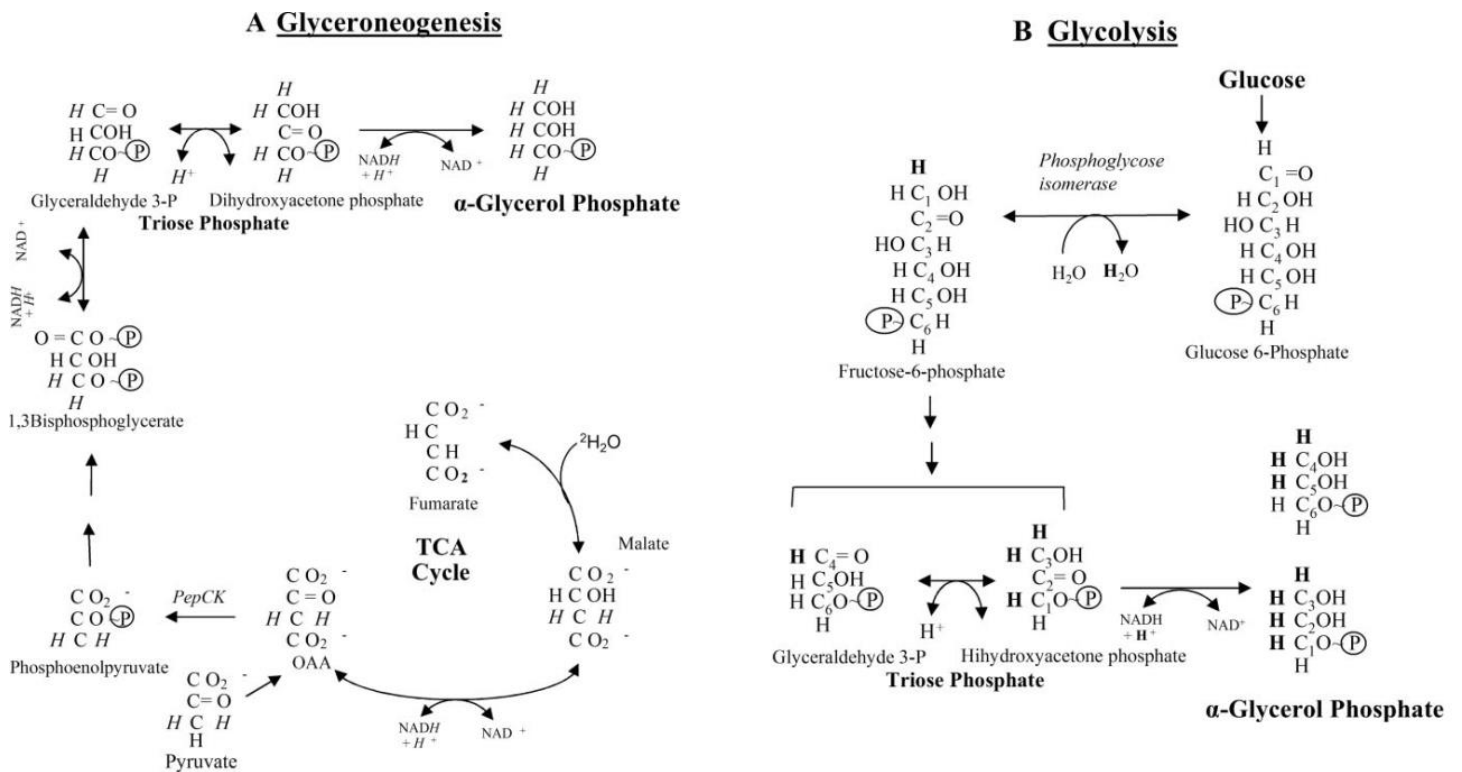 A Glyceroneogenesis
H
H C= O
H COH
H CO~P
H
Glyceraldehyde 3-P
H+
H
H COH
C= O
H CO~P
H
Dihydroxyacetone phosphate
Triose Phosphate
NADH
+ H+
NAD +
H
H COH
H COH
H CO~P
H
α-Glycerol Phosphate
NAD +
NADH
+ H+
O = C O ~P
H C OH
H C O ~P
H
1,3Bisphosphoglycerate
C O2 -
H C
C H
C O2 -
Fumarate
2H2O
TCA
Cycle
Malate
C O2 -
H C OH
H C H
C O2 -
C O2 -
C = O
H C H
C O2 -
OAA
PepCK
C O2 -
C O~P
H C H
Phosphoenolpyruvate
C O2 -
C= O
H C H
H
Pyruvate
NADH
+ H +
NAD +
B Glycolysis
Glucose
H
C1 =O
H C2 OH
HO C3 H
H C4 OH
H C5 OH
P~ C6 H
H
Glucose 6-Phosphate
Phosphoglycose
isomerase
H2O H2O
H
H C1 OH
C2=O
HO C3 H
H C4 OH
H C5 OH
P~ C6 H
H
Fructose-6-phosphate
H C4= O
H C5OH
H C6O~P
H
Glyceraldehyde 3-P
H+
H
H C3OH
C2= O
H C1O~P
H
Hihydroxyacetone phosphate
Triose Phosphate
NADH
+ H+
NAD+
H
H C4OH
H C5OH
H C6O~P
H
H
H C3OH
H C2OH
H C1O~P
H
α-Glycerol Phosphate